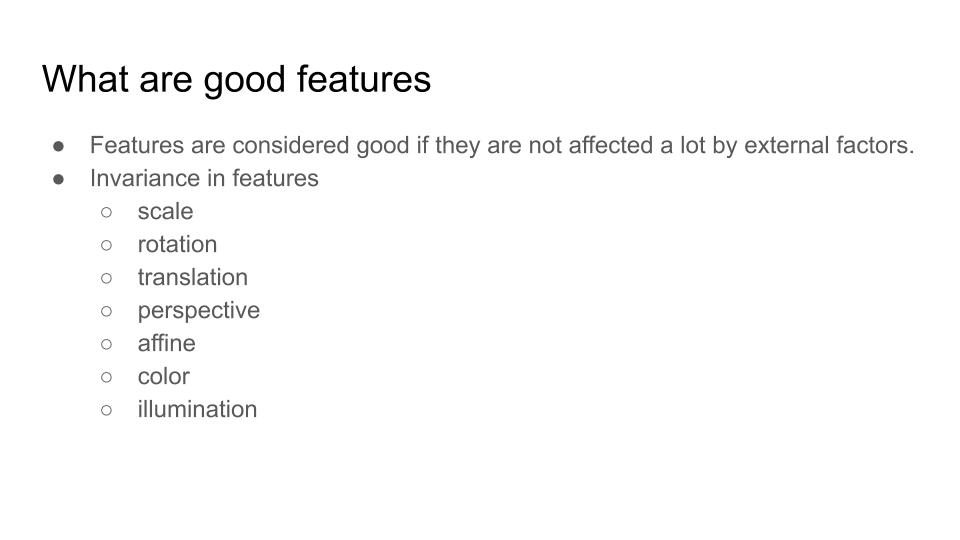 What are good features
● Features are considered good if they are not affected a lot by external factors.
● Invariance in features
○ scale
○ rotation
○ translation
○ perspective
○ affine
○ color
○ illumination